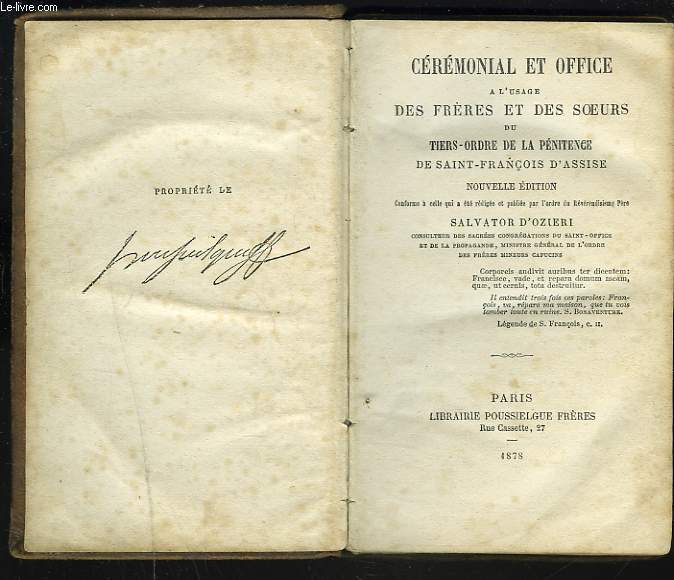 Le-livre.com
PROPRIÉTÉ DE
CÉRÉMONIAL ET OFFICE
A L'USAGE
DES FRÈRES ET DES SŒURS
DU
TIERS-ORDRE DE LA PÉNITENCE
DE SAINT-FRANÇOIS D'ASSISE
NOUVELLE ÉDITION
Conforme à celle qui a été rédigée et publiée par l'ordre du Révérendissime Père
SALVATOR D'OZIERI
CONSULTEUR DES SACRÉES CONGRÉGATIONS DU SAINT-OFFICE
ET DE LA PROPAGANDE, MINISTRE GÉNÉRAL DE L'ORDRE
DES FRÈRES MINEURS CAPUCINS
Corporeis audivit auribus ter dicentem:
Francisce, vade, et repara domum meam,
quæ, ut cernis, tota destruitur.
Il entendit trois fois ces paroles: Fran-
çois, va, répare ma maison, que tu vois
tomber toute en ruine. S. BONAVENTURE.
Légende de S. François, c. II.
PARIS
LIBRAIRIE POUSSIELGUE FRÈRES
Rue Cassette, 27
1878
Le-livre.com